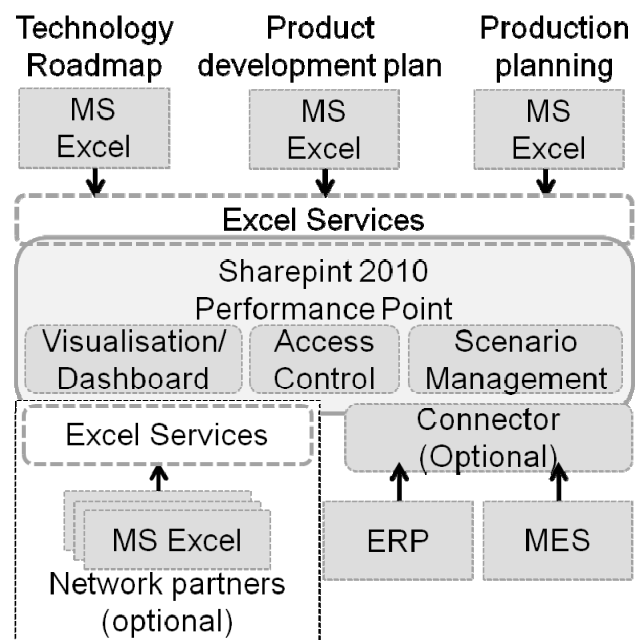 Technology
Roadmap
Product
development plan
Production
planning
MS
Excel
MS
Excel
MS
Excel
Excel Services
Sharepint 2010
Performance Point
Visualisation/
Dashboard
Access
Control
Scenario
Management
Excel Services
Connector
(Optional)
MS Excel
ERP
MES
Network partners
(optional)